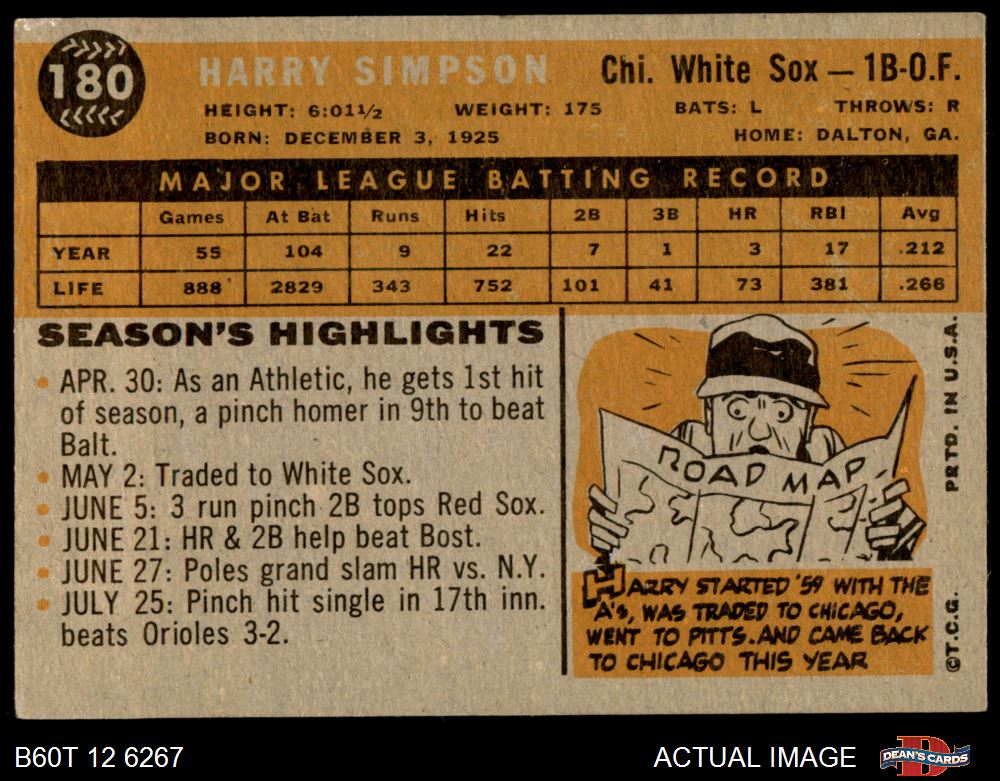 180
HARRY SIMPSON
Chi. White Sox — 1B-O.F.
HEIGHT: 6:01½ WEIGHT: 175 BATS: L THROWS: R
BORN: DECEMBER 3, 1925 HOME: DALTON, GA.
MAJOR LEAGUE BATTING RECORD
Games At Bat Runs Hits 2B 3B HR RBI Avg
YEAR 55 104 9 22 7 1 3 17 .212
LIFE 888 2829 343 752 101 41 73 381 .266
SEASON'S HIGHLIGHTS
• APR. 30: As an Athletic, he gets 1st hit
of season, a pinch homer in 9th to beat
Balt.
• MAY 2: Traded to White Sox.
• JUNE 5: 3 run pinch 2B tops Red Sox.
• JUNE 21: HR & 2B help beat Bost.
• JUNE 27: Poles grand slam HR vs. N.Y.
• JULY 25: Pinch hit single in 17th inn.
beats Orioles 3-2.
ROAD MAP
HARRY STARTED '59 WITH THE
A's, WAS TRADED TO CHICAGO,
WENT TO PITTS. AND CAME BACK
TO CHICAGO THIS YEAR
©T.C.G. PRTD. IN U.S.A.
B60T 12 6267
ACTUAL IMAGE
DEAN'S CARDS